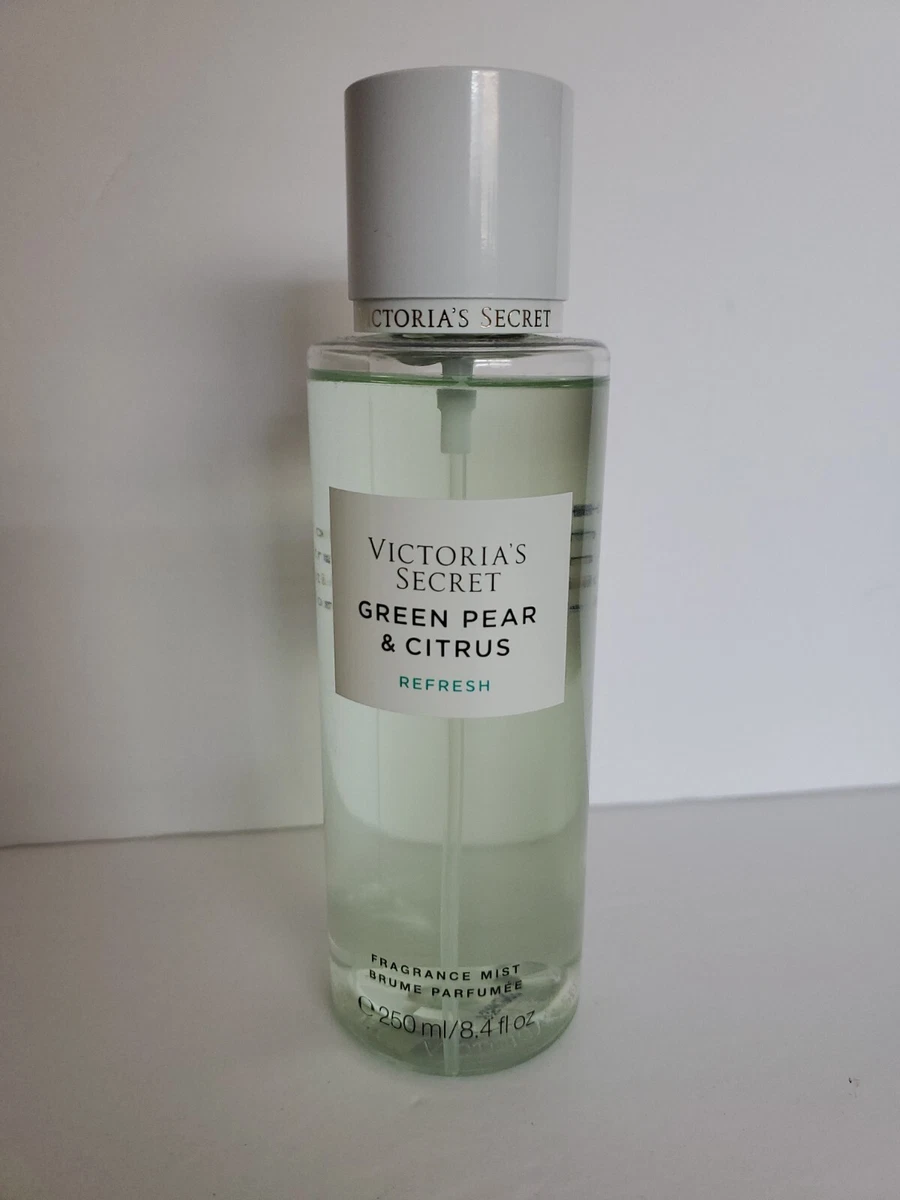 VICTORIA'S SECRET
VICTORIA'S
SECRET
GREEN PEAR
& CITRUS
REFRESH
FRAGRANCE MIST
BRUME PARFUMÉE
℮ 250 ml/8.4 fl oz